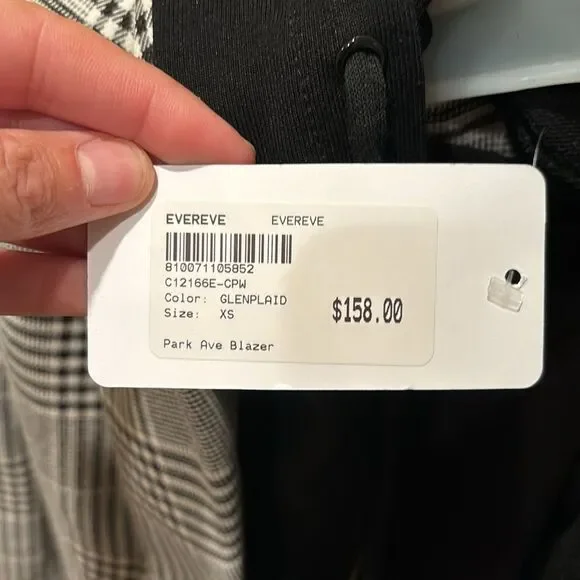 EVEREVE EVEREVE
810071105852
C12166E-CPW
Color: GLENPLAID
Size: XS
$158.00
Park Ave Blazer